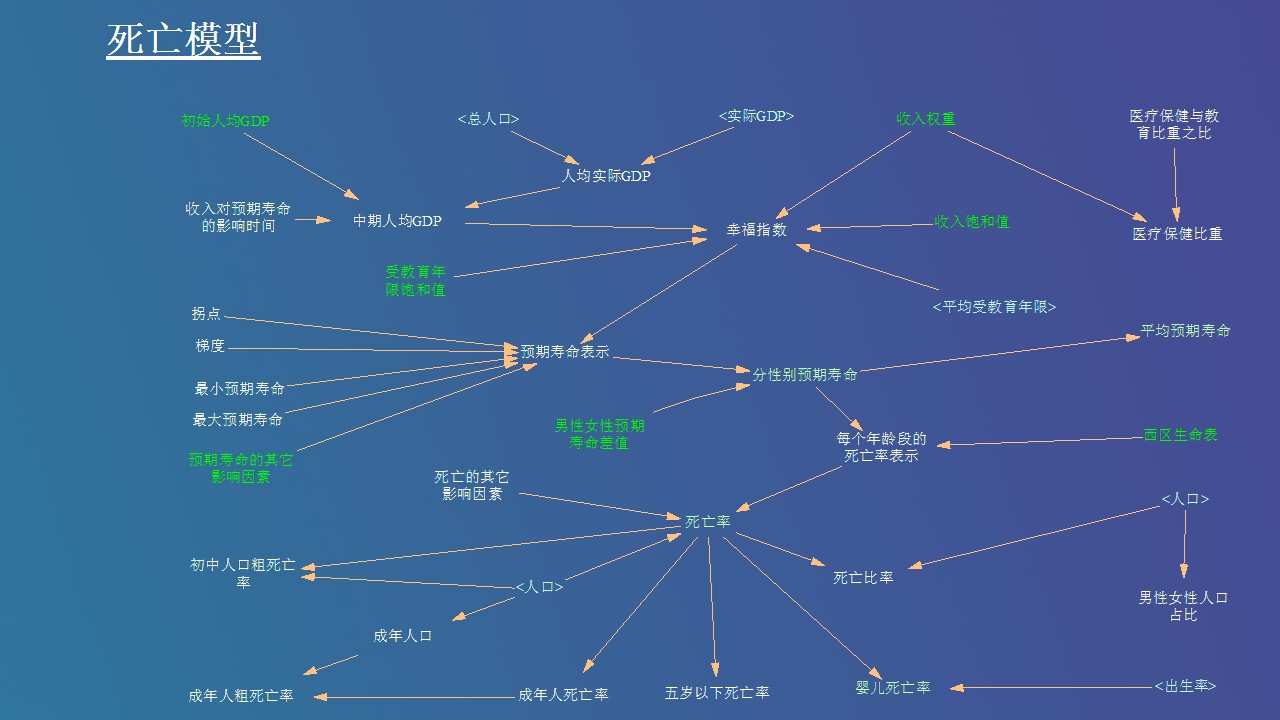 死亡模型
初始人均GDP
<总人口>
<实际GDP>
收入权重
医疗保健与教
育比重之比
人均实际GDP
收入对预期寿命
的影响时间
中期人均GDP
幸福指数
收入饱和值
医疗保健比重
受教育年
限饱和值
<平均受教育年限>
拐点
平均预期寿命
梯度
预期寿命表示
分性别预期寿命
最小预期寿命
最大预期寿命
男性女性预期
寿命差值
每个年龄段的
死亡率表示
西区生命表
预期寿命的其它
影响因素
死亡的其它
影响因素
<人口>
死亡率
初中人口粗死亡
率
<人口>
死亡比率
男性女性人口
占比
成年人口
成年人粗死亡率
成年人死亡率
五岁以下死亡率
婴儿死亡率
<出生率>